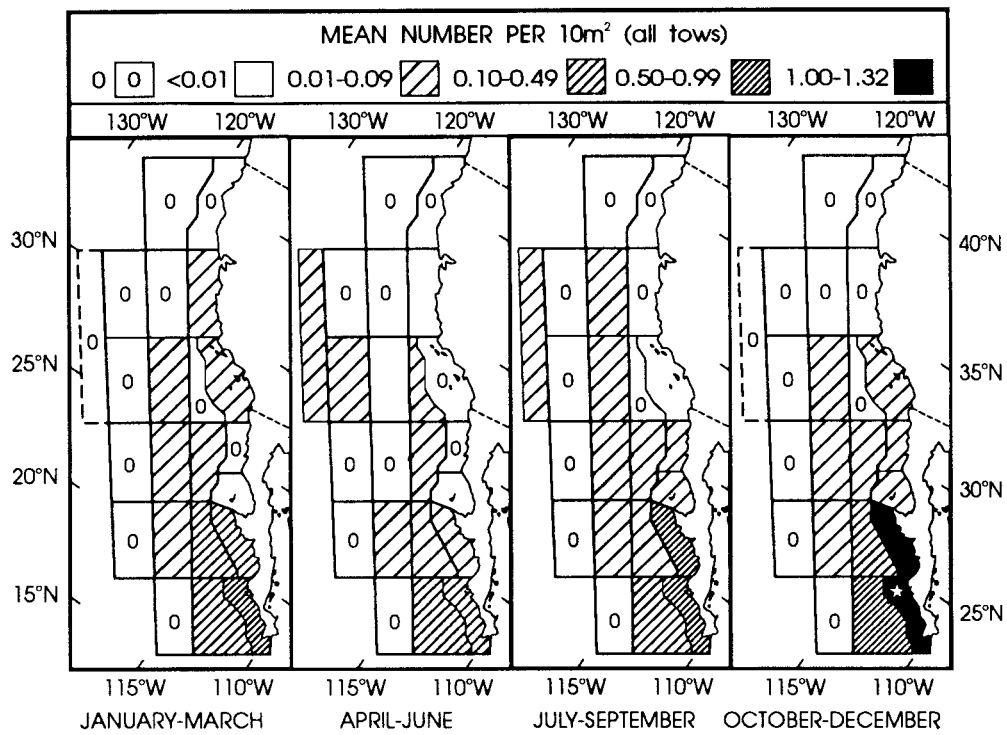 MEAN NUMBER PER 10m² (all tows)
0 0 <0.01 0.01-0.09 0.10-0.49 0.50-0.99 1.00-1.32
130°W 120°W 130°W 120°W 130°W 120°W 130°W 120°W
0 0 0 0 0 0 0 0
30°N 40°N
0 0 0 0 0 0 0 0 0 0
0 0
25°N 35°N
0 0 0 0 0 0 0
0 0 0 0 0 0 0
20°N 30°N
0 0 0 0
15°N 25°N
0 0 0 0
115°W 110°W 115°W 110°W 115°W 110°W 115°W 110°W
JANUARY-MARCH APRIL-JUNE JULY-SEPTEMBER OCTOBER-DECEMBER